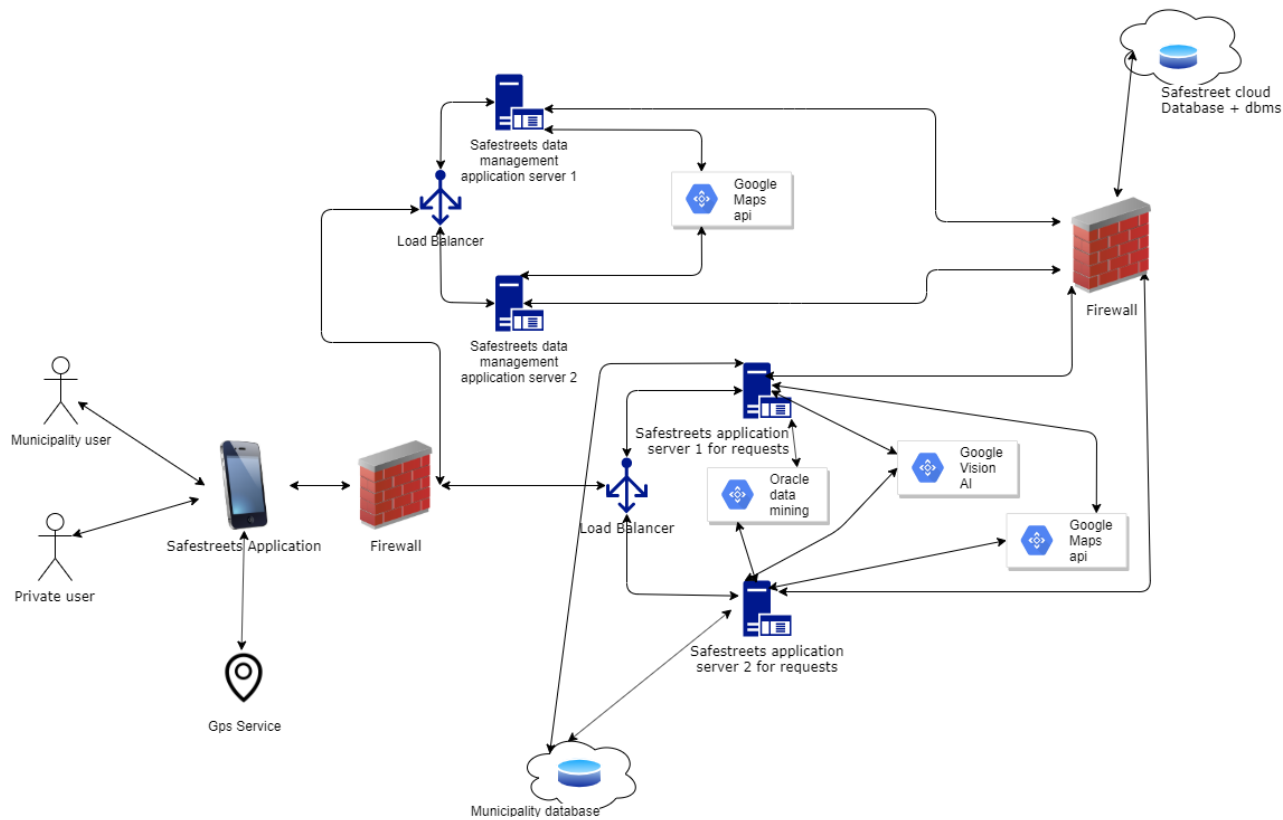 Safestreet cloud
Database + dbms
Safestreets data
management
application server 1
Google
Maps
api
Load Balancer
Firewall
Safestreets data
management
application server 2
Municipality user
Safestreets application
server 1 for requests
Google
Vision
AI
Oracle
data
mining
Load Balancer
Google
Maps
api
Safestreets Application
Firewall
Private user
Safestreets application
server 2 for requests
Gps Service
Municipality database